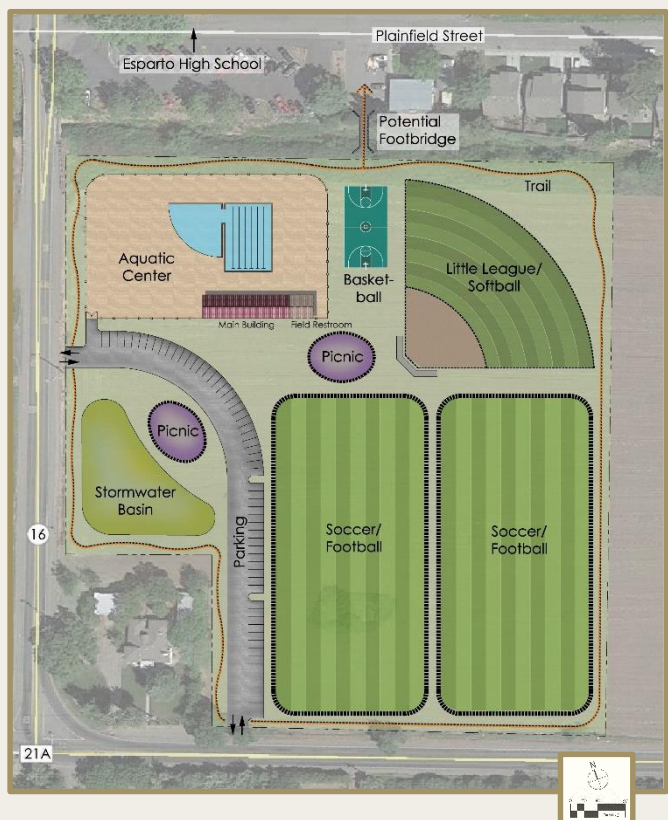 Plainfield Street
Esparto High School
Potential
Footbridge
Trail
Aquatic
Center
Basket-
ball
Little League/
Softball
Main Building
Field Restroom
Picnic
Picnic
Stormwater
Basin
Parking
Soccer/
Football
Soccer/
Football
16
21A
N